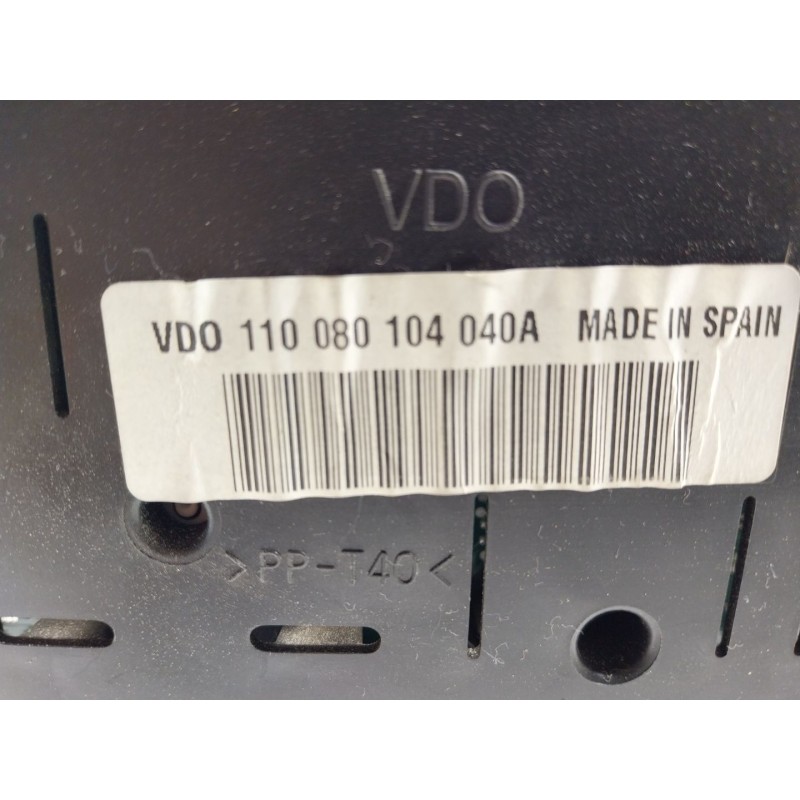 VDO
VDO 110 080 104 040A MADE IN SPAIN
>PP-T40<